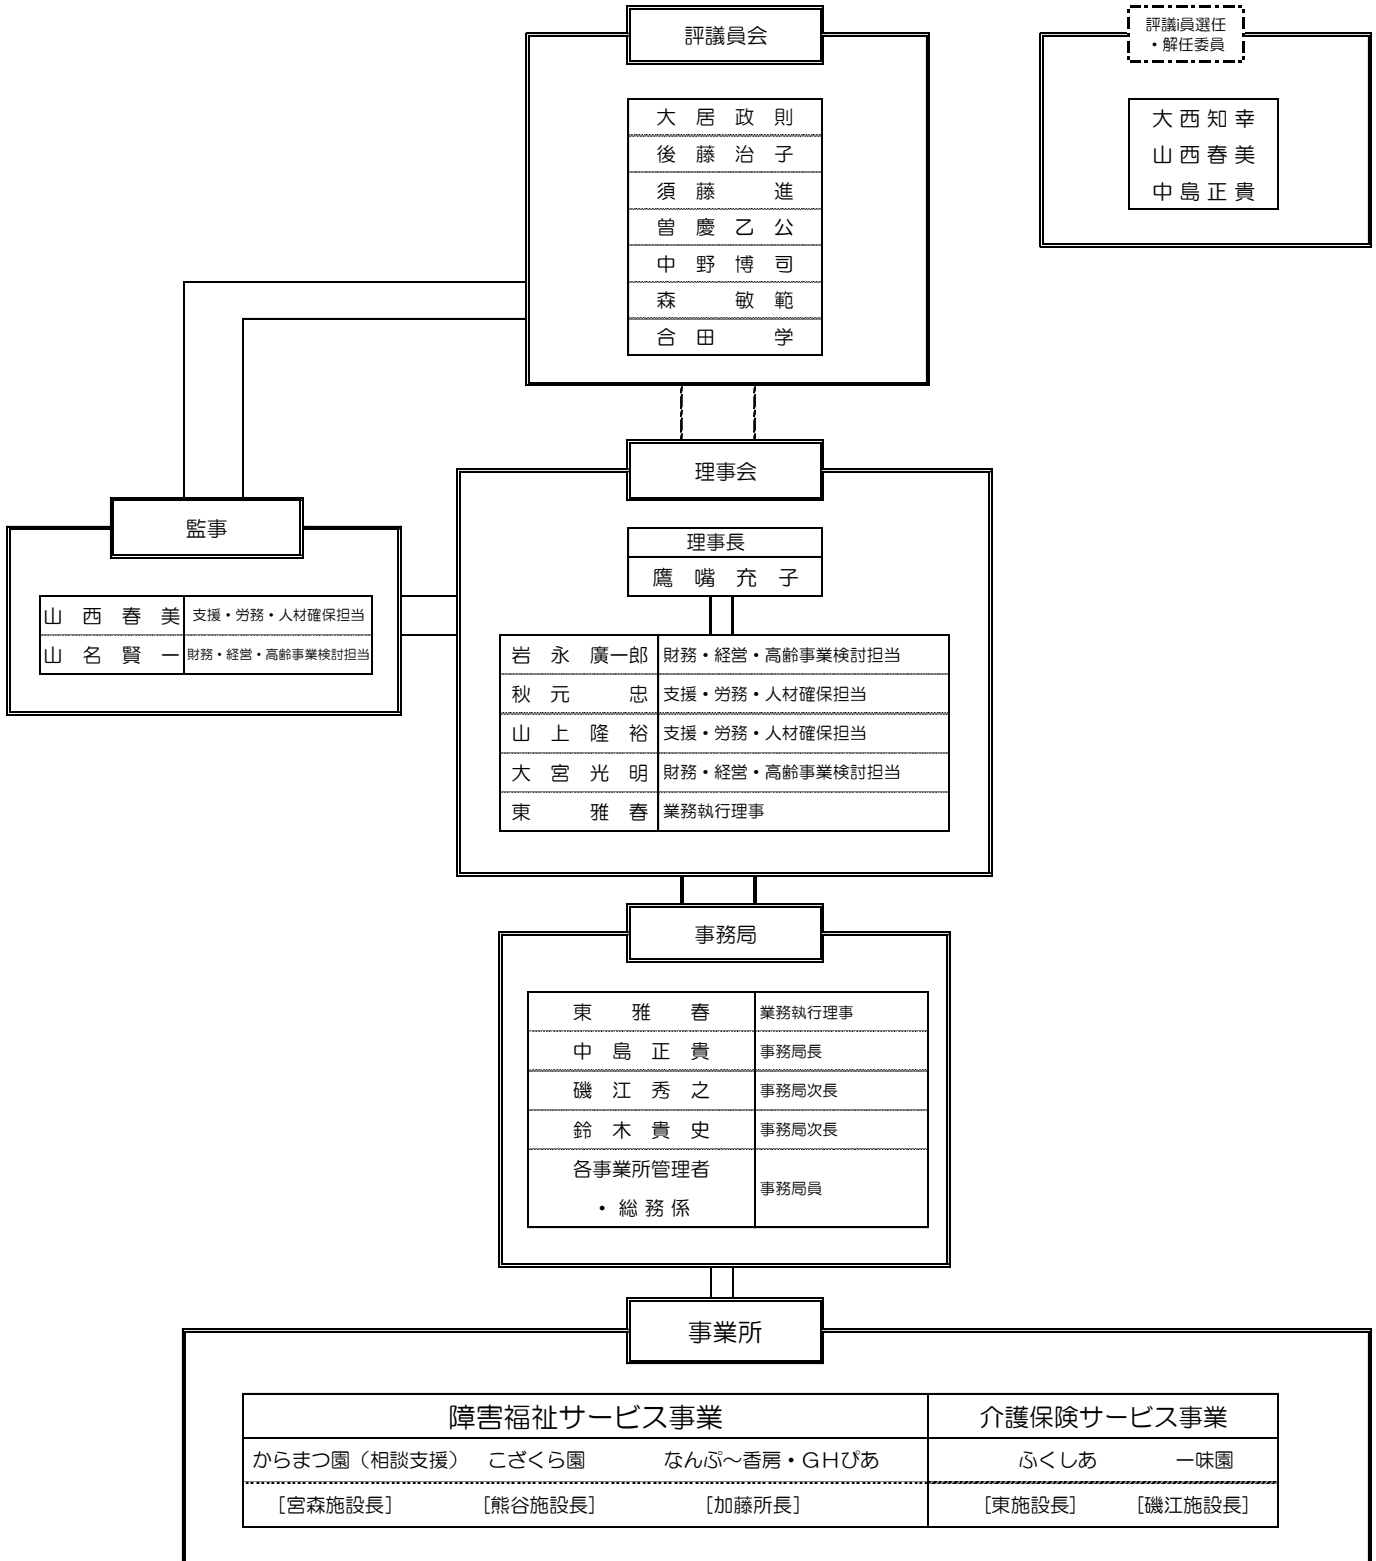 評議員会
大居政則
後藤治子
須藤 進
曽慶乙公
中野博司
森 敏範
合田 学
評議員選任
・解任委員
大西知幸
山西春美
中島正貴
監事
山西春美 支援・労務・人材確保担当
山名賢一 財務・経営・高齢事業検討担当
理事会
理事長
鷹嘴充子
岩永廣一郎 財務・経営・高齢事業検討担当
秋元 忠 支援・労務・人材確保担当
山上隆裕 支援・労務・人材確保担当
大宮光明 財務・経営・高齢事業検討担当
東 雅春 業務執行理事
事務局
東 雅 春 業務執行理事
中島正貴 事務局長
磯江秀之 事務局次長
鈴木貴史 事務局次長
各事業所管理者
・総務係 事務局員
事業所
障害福祉サービス事業 介護保険サービス事業
からまつ園（相談支援） こざくら園 なんぷ～香房・GHぴあ ふくしあ 一味園
［宮森施設長］ ［熊谷施設長］ ［加藤所長］ ［東施設長］ ［磯江施設長］